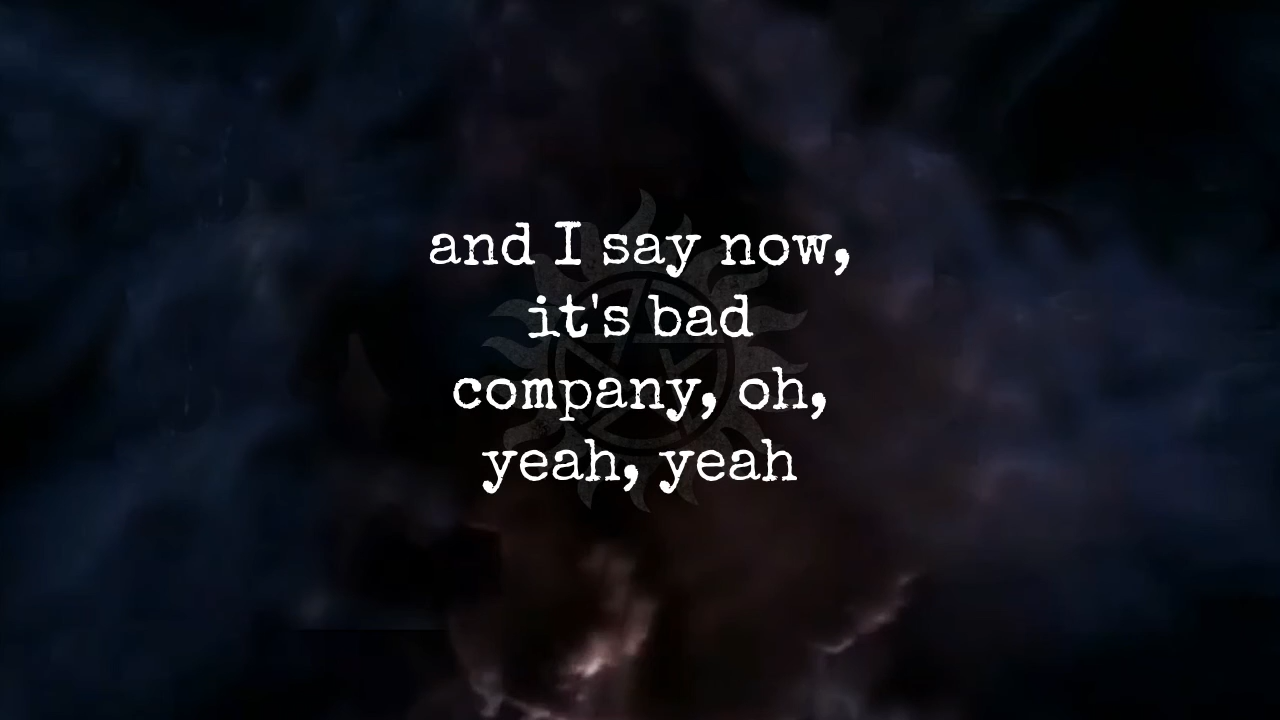 and I say now,
it's bad
company, oh,
yeah, yeah